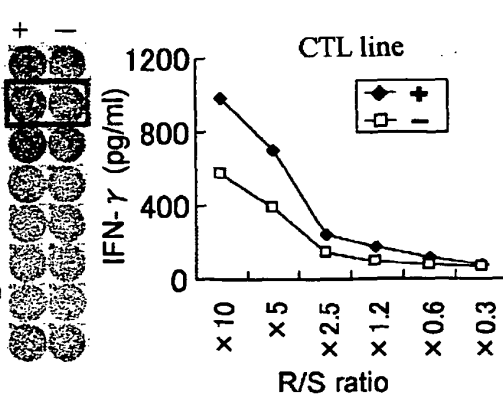 + −
CTL line
+
−
IFN-γ (pg/ml)
1200
800
400
0
×10 ×5 ×2.5 ×1.2 ×0.6 ×0.3
R/S ratio